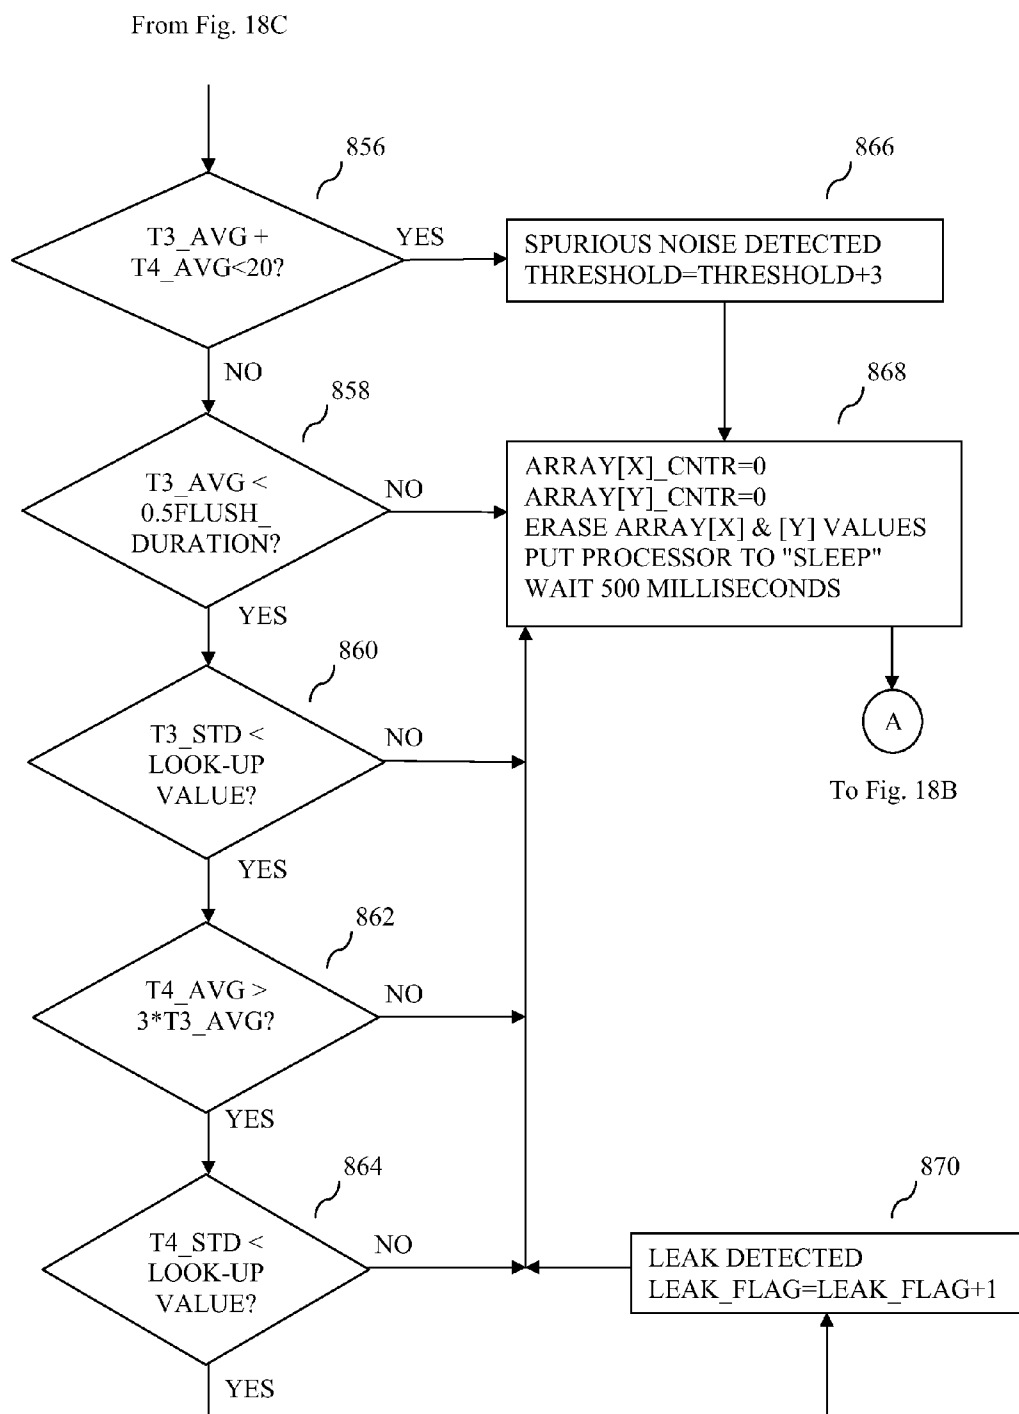 From Fig. 18C
856
T3_AVG +
T4_AVG<20?
YES
NO
866
SPURIOUS NOISE DETECTED
THRESHOLD=THRESHOLD+3
858
T3_AVG <
0.5FLUSH_
DURATION?
NO
YES
868
ARRAY[X]_CNTR=0
ARRAY[Y]_CNTR=0
ERASE ARRAY[X] & [Y] VALUES
PUT PROCESSOR TO "SLEEP"
WAIT 500 MILLISECONDS
A
To Fig. 18B
860
T3_STD <
LOOK-UP
VALUE?
NO
YES
862
T4_AVG >
3*T3_AVG?
NO
YES
864
T4_STD <
LOOK-UP
VALUE?
NO
YES
870
LEAK DETECTED
LEAK_FLAG=LEAK_FLAG+1